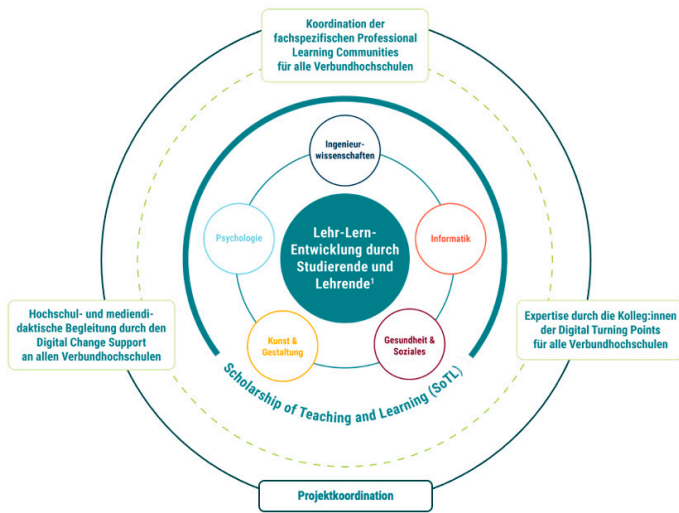 Koordination der
fachspezifischen Professional
Learning Communities
für alle Verbundhochschulen
Ingenieur-
wissenschaften
Psychologie
Lehr-Lern-
Entwicklung durch
Studierende und
Lehrende¹
Informatik
Hochschul- und mediendi-
daktische Begleitung durch den
Digital Change Support
an allen Verbundhochschulen
Expertise durch die Kolleg:innen
der Digital Turning Points
für alle Verbundhochschulen
Kunst &
Gestaltung
Gesundheit &
Soziales
Scholarship of Teaching and Learning (SoTL)
Projektkoordination